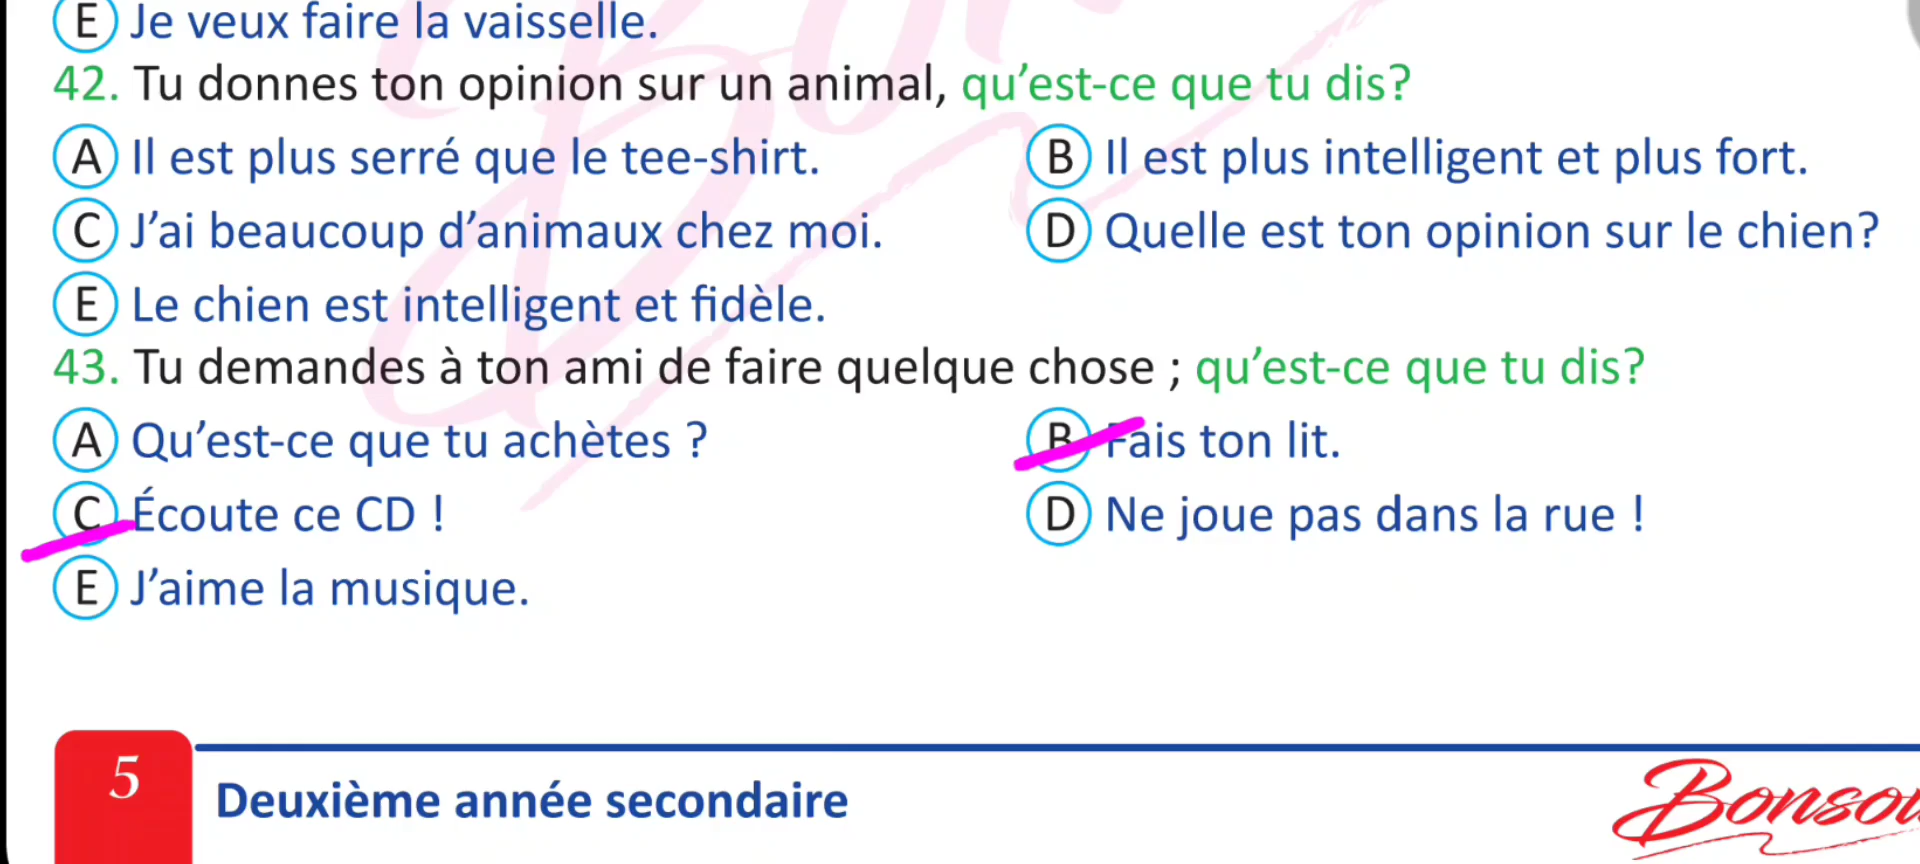 E Je veux faire la vaisselle.
42. Tu donnes ton opinion sur un animal, qu'est-ce que tu dis?
A Il est plus serré que le tee-shirt.
B Il est plus intelligent et plus fort.
C J'ai beaucoup d'animaux chez moi.
D Quelle est ton opinion sur le chien?
E Le chien est intelligent et fidèle.
43. Tu demandes à ton ami de faire quelque chose ; qu'est-ce que tu dis?
A Qu'est-ce que tu achètes ?
B Fais ton lit.
C Écoute ce CD !
D Ne joue pas dans la rue !
E J'aime la musique.
5
Deuxième année secondaire